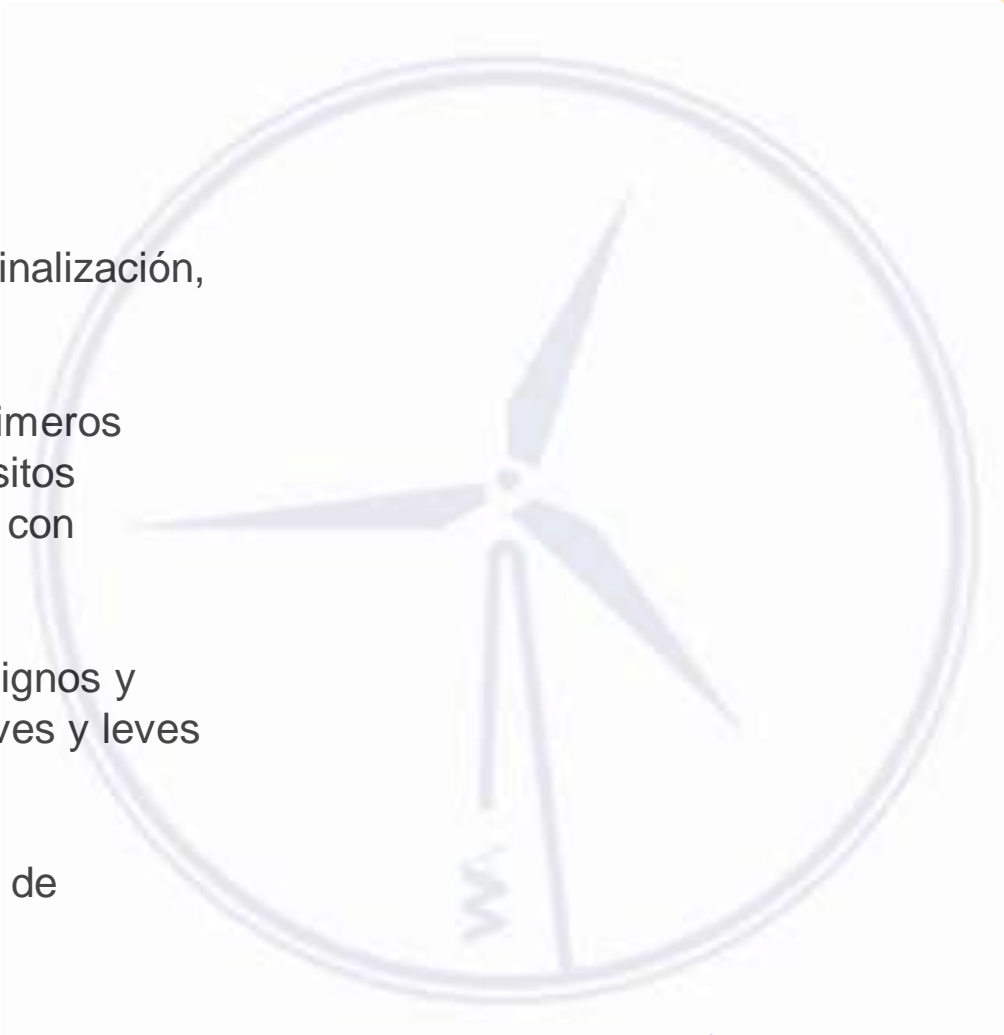 inalización,
imeros
sitos
con
ignos y
ves y leves
de